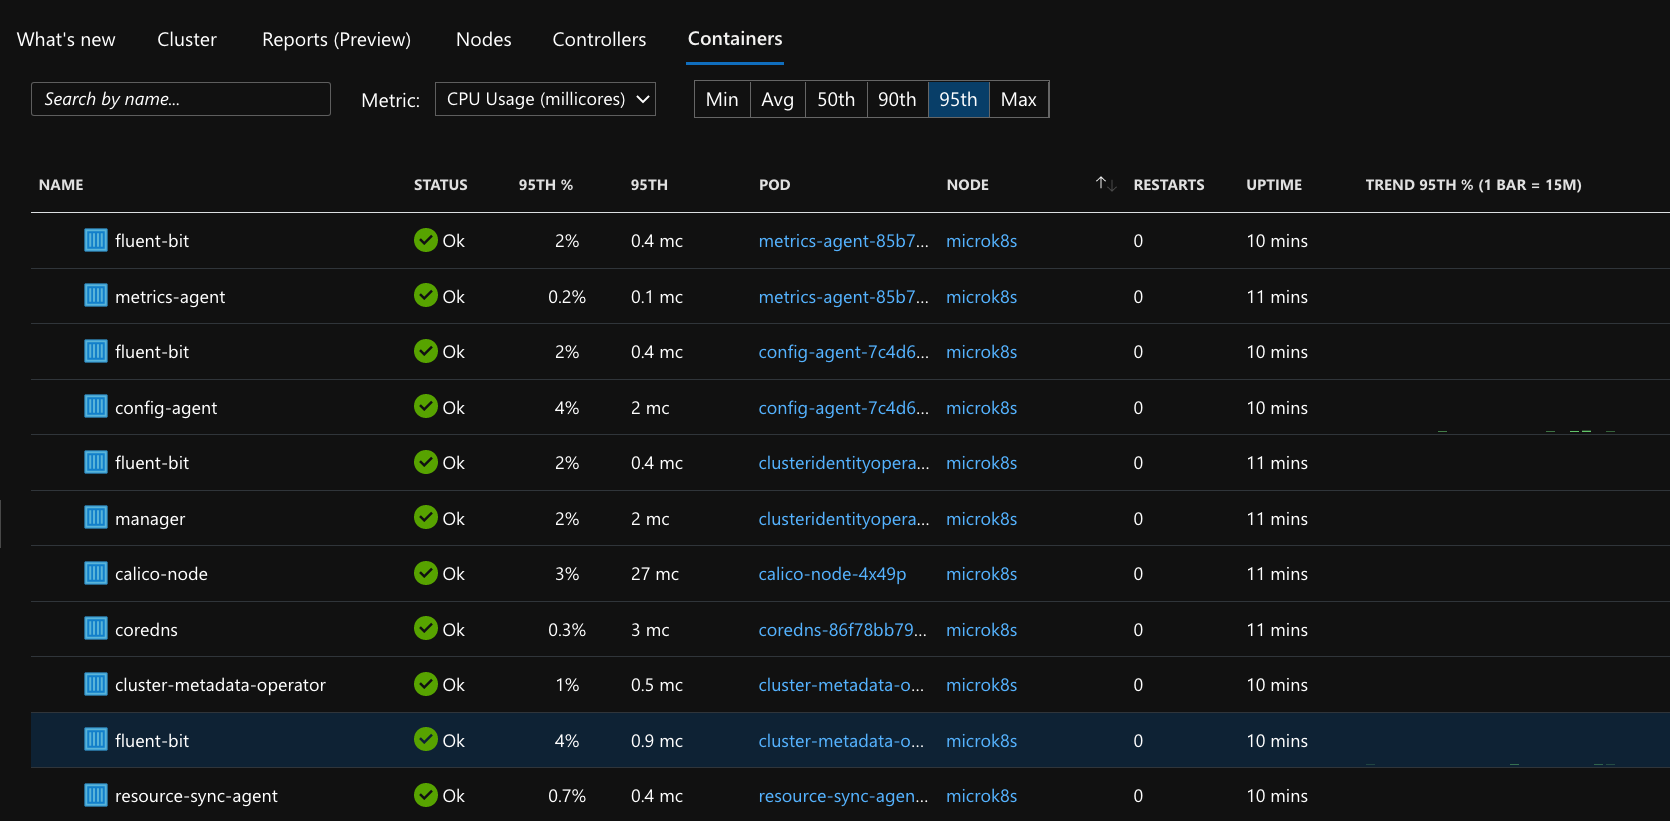 What's new Cluster Reports (Preview) Nodes Controllers Containers
Search by name... Metric: CPU Usage (millicores) Min Avg 50th 90th 95th Max
NAME STATUS 95TH % 95TH POD NODE RESTARTS UPTIME TREND 95TH % (1 BAR = 15M)
fluent-bit Ok 2% 0.4 mc metrics-agent-85b7... microk8s 0 10 mins
metrics-agent Ok 0.2% 0.1 mc metrics-agent-85b7... microk8s 0 11 mins
fluent-bit Ok 2% 0.4 mc config-agent-7c4d6... microk8s 0 10 mins
config-agent Ok 4% 2 mc config-agent-7c4d6... microk8s 0 10 mins
fluent-bit Ok 2% 0.4 mc clusteridentityopera... microk8s 0 11 mins
manager Ok 2% 2 mc clusteridentityopera... microk8s 0 11 mins
calico-node Ok 3% 27 mc calico-node-4x49p microk8s 0 11 mins
coredns Ok 0.3% 3 mc coredns-86f78bb79... microk8s 0 11 mins
cluster-metadata-operator Ok 1% 0.5 mc cluster-metadata-o... microk8s 0 10 mins
fluent-bit Ok 4% 0.9 mc cluster-metadata-o... microk8s 0 10 mins
resource-sync-agent Ok 0.7% 0.4 mc resource-sync-agen... microk8s 0 10 mins